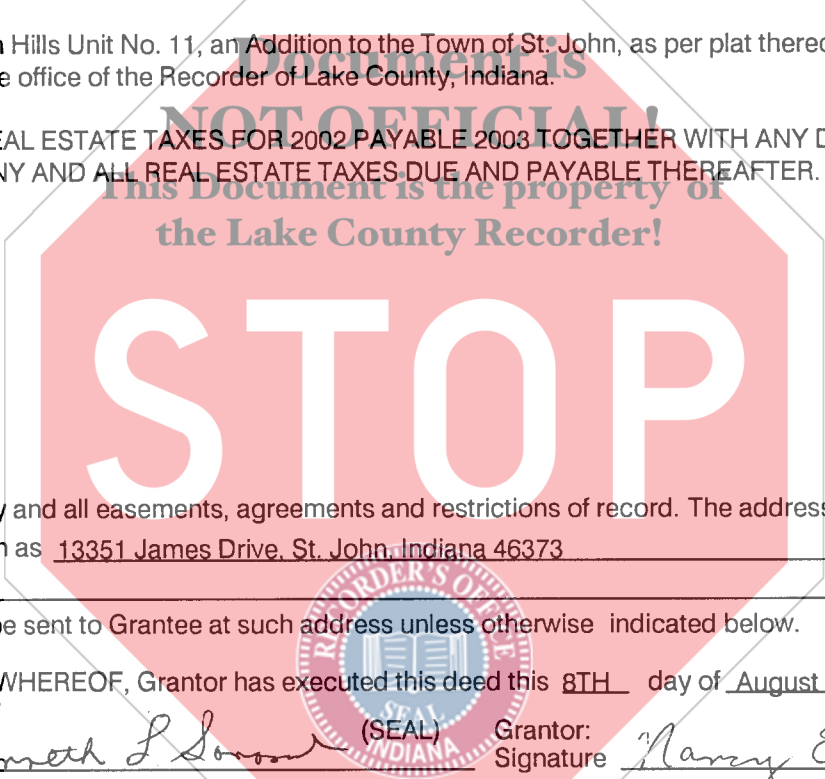 Hills Unit No. 11, an Addition to the Town of St. John, as per plat
Document is
office of the Recorder of Lake County, Indiana.
NOT OFFICIAL!
REAL ESTATE TAXES FOR 2002 PAYABLE 2003 TOGETHER WITH ANY D
NY AND ALL REAL ESTATE TAXES DUE AND PAYABLE THEREAFTER.
This Document is the property of
the Lake County Recorder!
STOP
and all easements, agreements and restrictions of record. The address
as 13351 James Drive, St. John, Indiana 46373
be sent to Grantee at such address unless otherwise indicated below.
WHEREOF, Grantor has executed this deed this 8TH day of August
RECORDER'S OFFICE
SEAL
INDIANA
(SEAL) Grantor:
Signature Nancy E